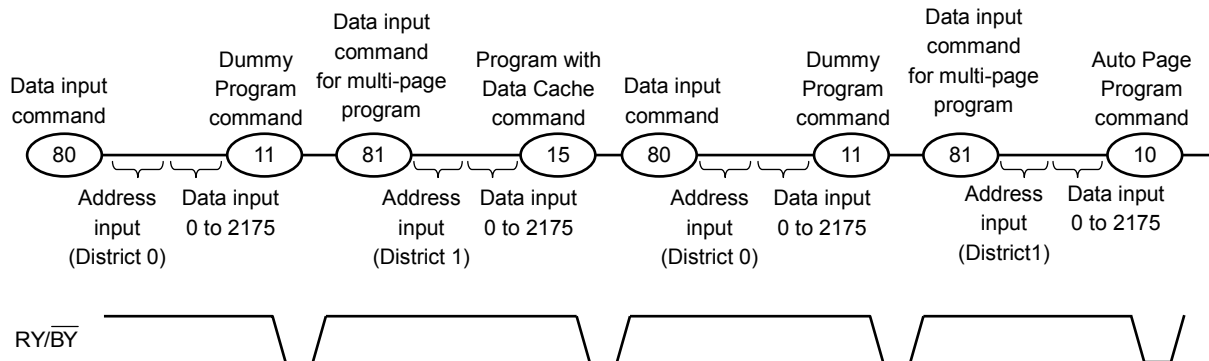 Data input
command
80
Address
input
(District 0)
Data input
0 to 2175
Dummy
Program
command
11
Data input
command
for multi-page
program
81
Address
input
(District 1)
Data input
0 to 2175
Program with
Data Cache
command
15
Data input
command
80
Address
input
(District 0)
Data input
0 to 2175
Dummy
Program
command
11
Data input
command
for multi-page
program
81
Address
input
(District1)
Data input
0 to 2175
Auto Page
Program
command
10
RY/BY